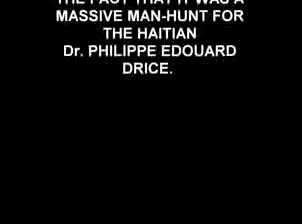 THE FACT THAT IT WAS A
MASSIVE MAN-HUNT FOR
THE HAITIAN
Dr. PHILIPPE EDOUARD
DRICE.